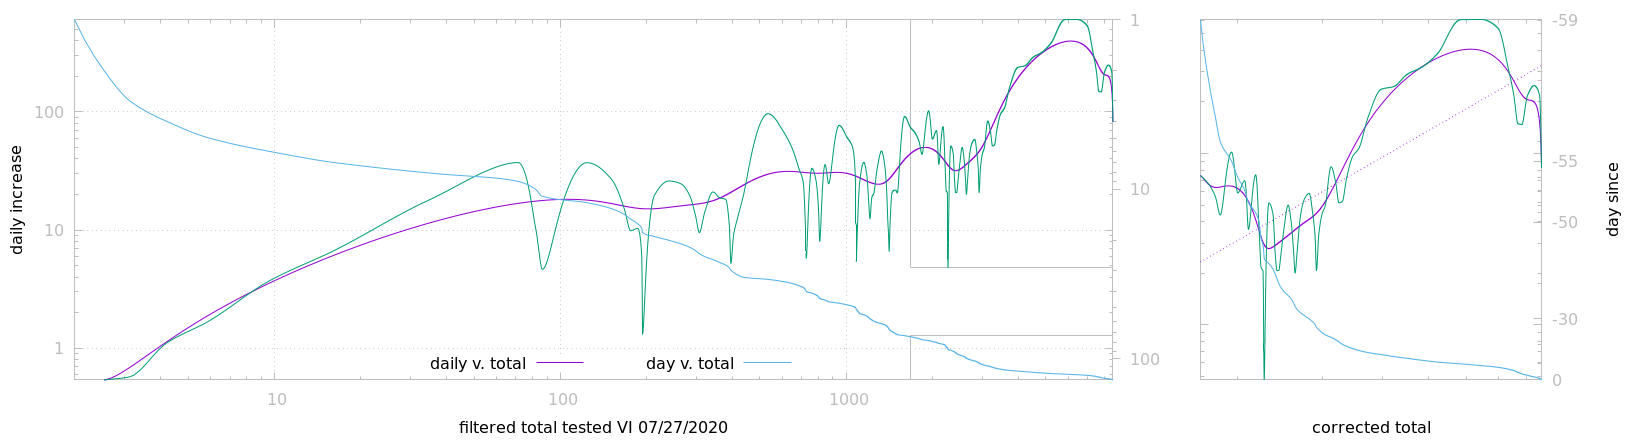 daily increase
100
10
1
10
100
1000
1
10
100
daily v. total
day v. total
filtered total tested VI 07/27/2020
-59
-55
-50
-30
0
day since
corrected total